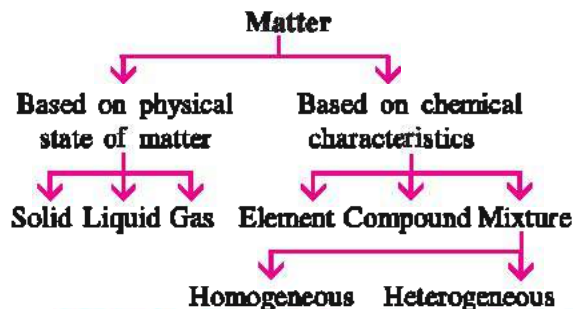 Matter
Based on physical
state of matter
Based on chemical
characteristics
Solid Liquid Gas
Element Compound Mixture
Homogeneous Heterogeneous